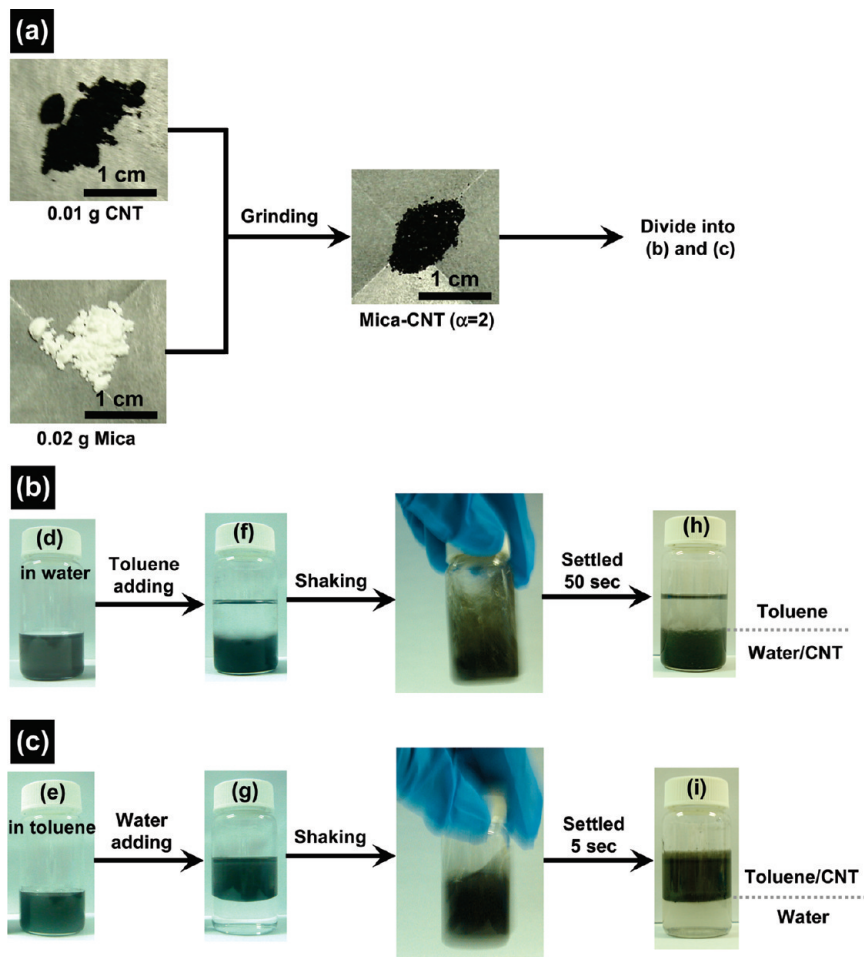 (a)
1 cm
0.01 g CNT
Grinding
1 cm
Mica-CNT (α=2)
Divide into
(b) and (c)
1 cm
0.02 g Mica
(b)
(d)
in water
Toluene
adding
(f)
Shaking
Settled
50 sec
(h)
Toluene
Water/CNT
(c)
(e)
in toluene
Water
adding
(g)
Shaking
Settled
5 sec
(i)
Toluene/CNT
Water